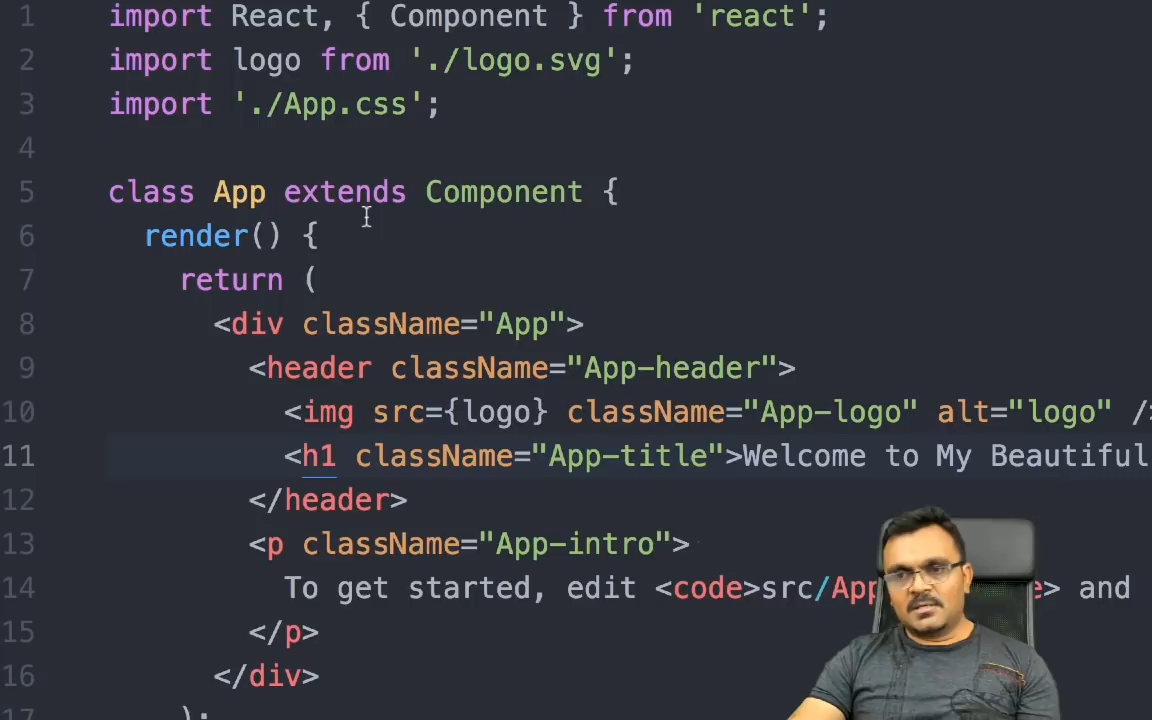 1 import React, { Component } from 'react';
2 import logo from './logo.svg';
3 import './App.css';
4
5 class App extends Component {
6 render() {
7 return (
8 <div className="App">
9 <header className="App-header">
10 <img src={logo} className="App-logo" alt="logo" />
11 <h1 className="App-title">Welcome to My Beautiful
12 </header>
13 <p className="App-intro">
14 To get started, edit <code>src/App e> and
15 </p>
16 </div>
17 );